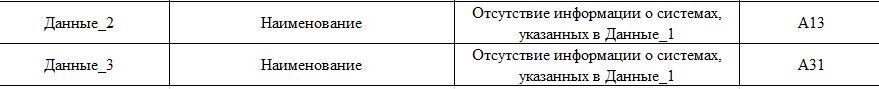 Данные_2 Наименование Отсутствие информации о системах, указанных в Данные_1 А13
Данные_3 Наименование Отсутствие информации о системах, указанных в Данные_1 А31